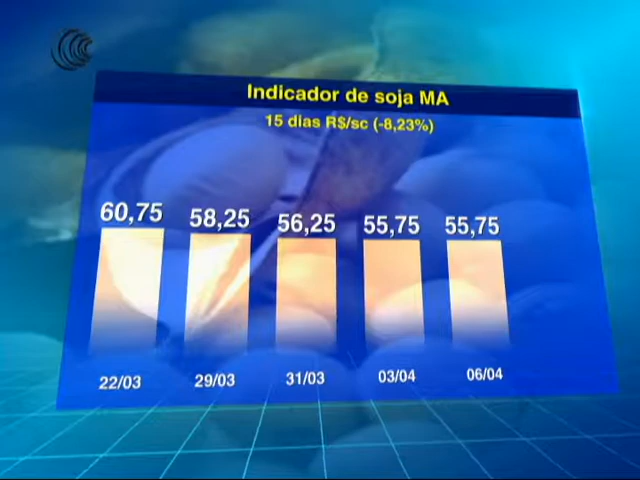 Indicador de soja MA
15 dias R$/sc (-8,23%)
60,75 58,25 56,25 55,75 55,75
22/03 29/03 31/03 03/04 06/04